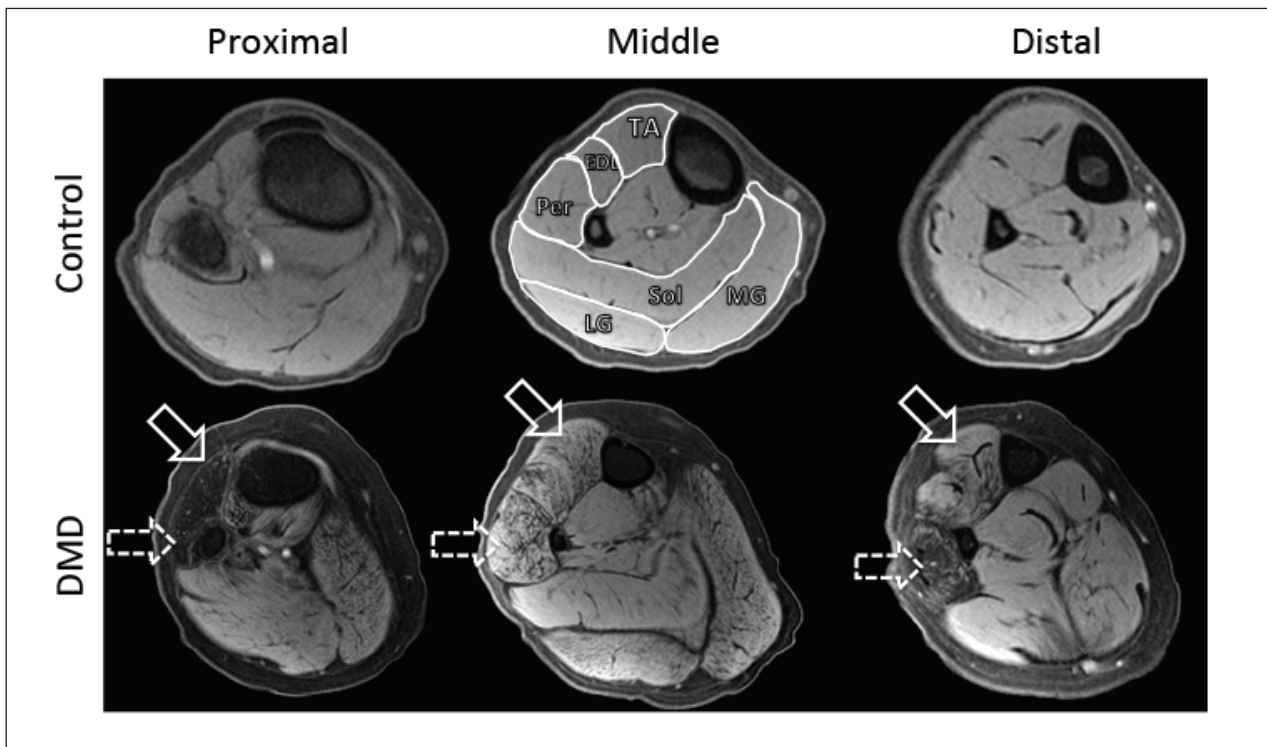 Proximal Middle Distal
Control
TA
EDL
Per
Sol
MG
LG
DMD